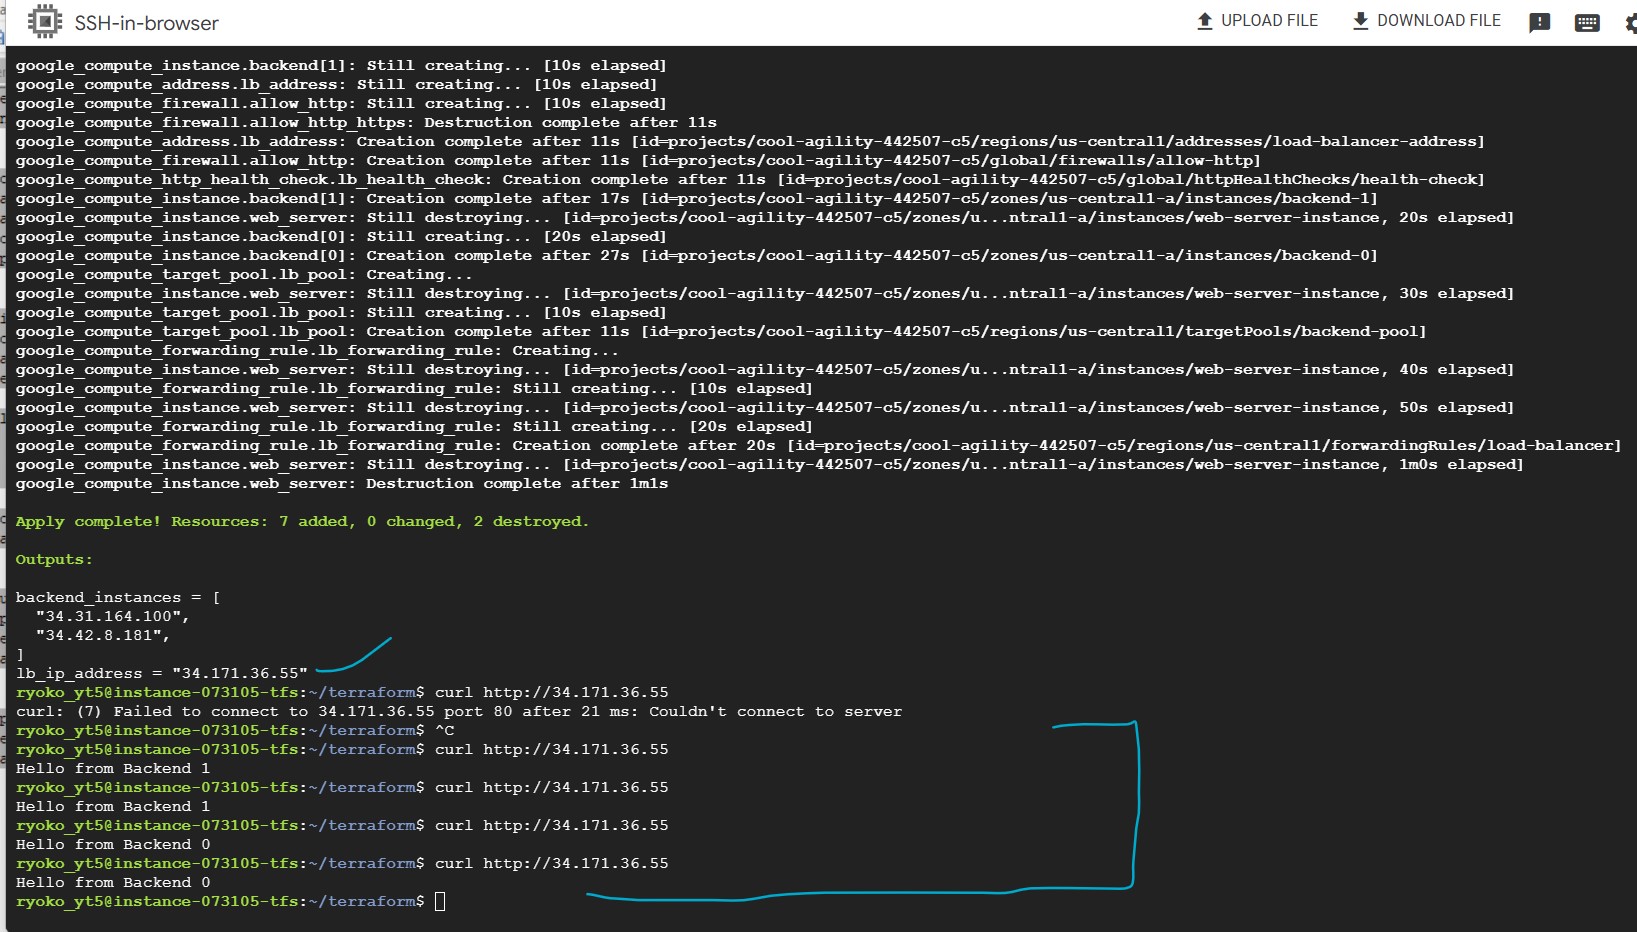 SSH-in-browser
UPLOAD FILE
DOWNLOAD FILE
google_compute_instance.backend[1]: Still creating... [10s elapsed]
google_compute_address.lb_address: Still creating... [10s elapsed]
google_compute_firewall.allow_http: Still creating... [10s elapsed]
google_compute_firewall.allow_http_https: Destruction complete after 11s
google_compute_address.lb_address: Creation complete after 11s [id=projects/cool-agility-442507-c5/regions/us-central1/addresses/load-balancer-address]
google_compute_firewall.allow_http: Creation complete after 11s [id=projects/cool-agility-442507-c5/global/firewalls/allow-http]
google_compute_http_health_check.lb_health_check: Creation complete after 11s [id=projects/cool-agility-442507-c5/global/httpHealthChecks/health-check]
google_compute_instance.backend[1]: Creation complete after 17s [id=projects/cool-agility-442507-c5/zones/us-central1-a/instances/backend-1]
google_compute_instance.web_server: Still destroying... [id=projects/cool-agility-442507-c5/zones/u...ntral1-a/instances/web-server-instance, 20s elapsed]
google_compute_instance.backend[0]: Still creating... [20s elapsed]
google_compute_instance.backend[0]: Creation complete after 27s [id=projects/cool-agility-442507-c5/zones/us-central1-a/instances/backend-0]
google_compute_target_pool.lb_pool: Creating...
google_compute_instance.web_server: Still destroying... [id=projects/cool-agility-442507-c5/zones/u...ntral1-a/instances/web-server-instance, 30s elapsed]
google_compute_target_pool.lb_pool: Still creating... [10s elapsed]
google_compute_target_pool.lb_pool: Creation complete after 11s [id=projects/cool-agility-442507-c5/regions/us-central1/targetPools/backend-pool]
google_compute_forwarding_rule.lb_forwarding_rule: Creating...
google_compute_instance.web_server: Still destroying... [id=projects/cool-agility-442507-c5/zones/u...ntral1-a/instances/web-server-instance, 40s elapsed]
google_compute_forwarding_rule.lb_forwarding_rule: Still creating... [10s elapsed]
google_compute_instance.web_server: Still destroying... [id=projects/cool-agility-442507-c5/zones/u...ntral1-a/instances/web-server-instance, 50s elapsed]
google_compute_forwarding_rule.lb_forwarding_rule: Still creating... [20s elapsed]
google_compute_forwarding_rule.lb_forwarding_rule: Creation complete after 20s [id=projects/cool-agility-442507-c5/regions/us-central1/forwardingRules/load-balancer]
google_compute_instance.web_server: Still destroying... [id=projects/cool-agility-442507-c5/zones/u...ntral1-a/instances/web-server-instance, 1m0s elapsed]
google_compute_instance.web_server: Destruction complete after 1m1s
Apply complete! Resources: 7 added, 0 changed, 2 destroyed.
Outputs:
backend_instances = [
"34.31.164.100",
"34.42.8.181",
]
lb_ip_address = "34.171.36.55"
ryoko_yt5@instance-073105-tfs:~/terraform$ curl http://34.171.36.55
curl: (7) Failed to connect to 34.171.36.55 port 80 after 21 ms: Couldn't connect to server
ryoko_yt5@instance-073105-tfs:~/terraform$ ^C
ryoko_yt5@instance-073105-tfs:~/terraform$ curl http://34.171.36.55
Hello from Backend 1
ryoko_yt5@instance-073105-tfs:~/terraform$ curl http://34.171.36.55
Hello from Backend 1
ryoko_yt5@instance-073105-tfs:~/terraform$ curl http://34.171.36.55
Hello from Backend 0
ryoko_yt5@instance-073105-tfs:~/terraform$ curl http://34.171.36.55
Hello from Backend 0
ryoko_yt5@instance-073105-tfs:~/terraform$